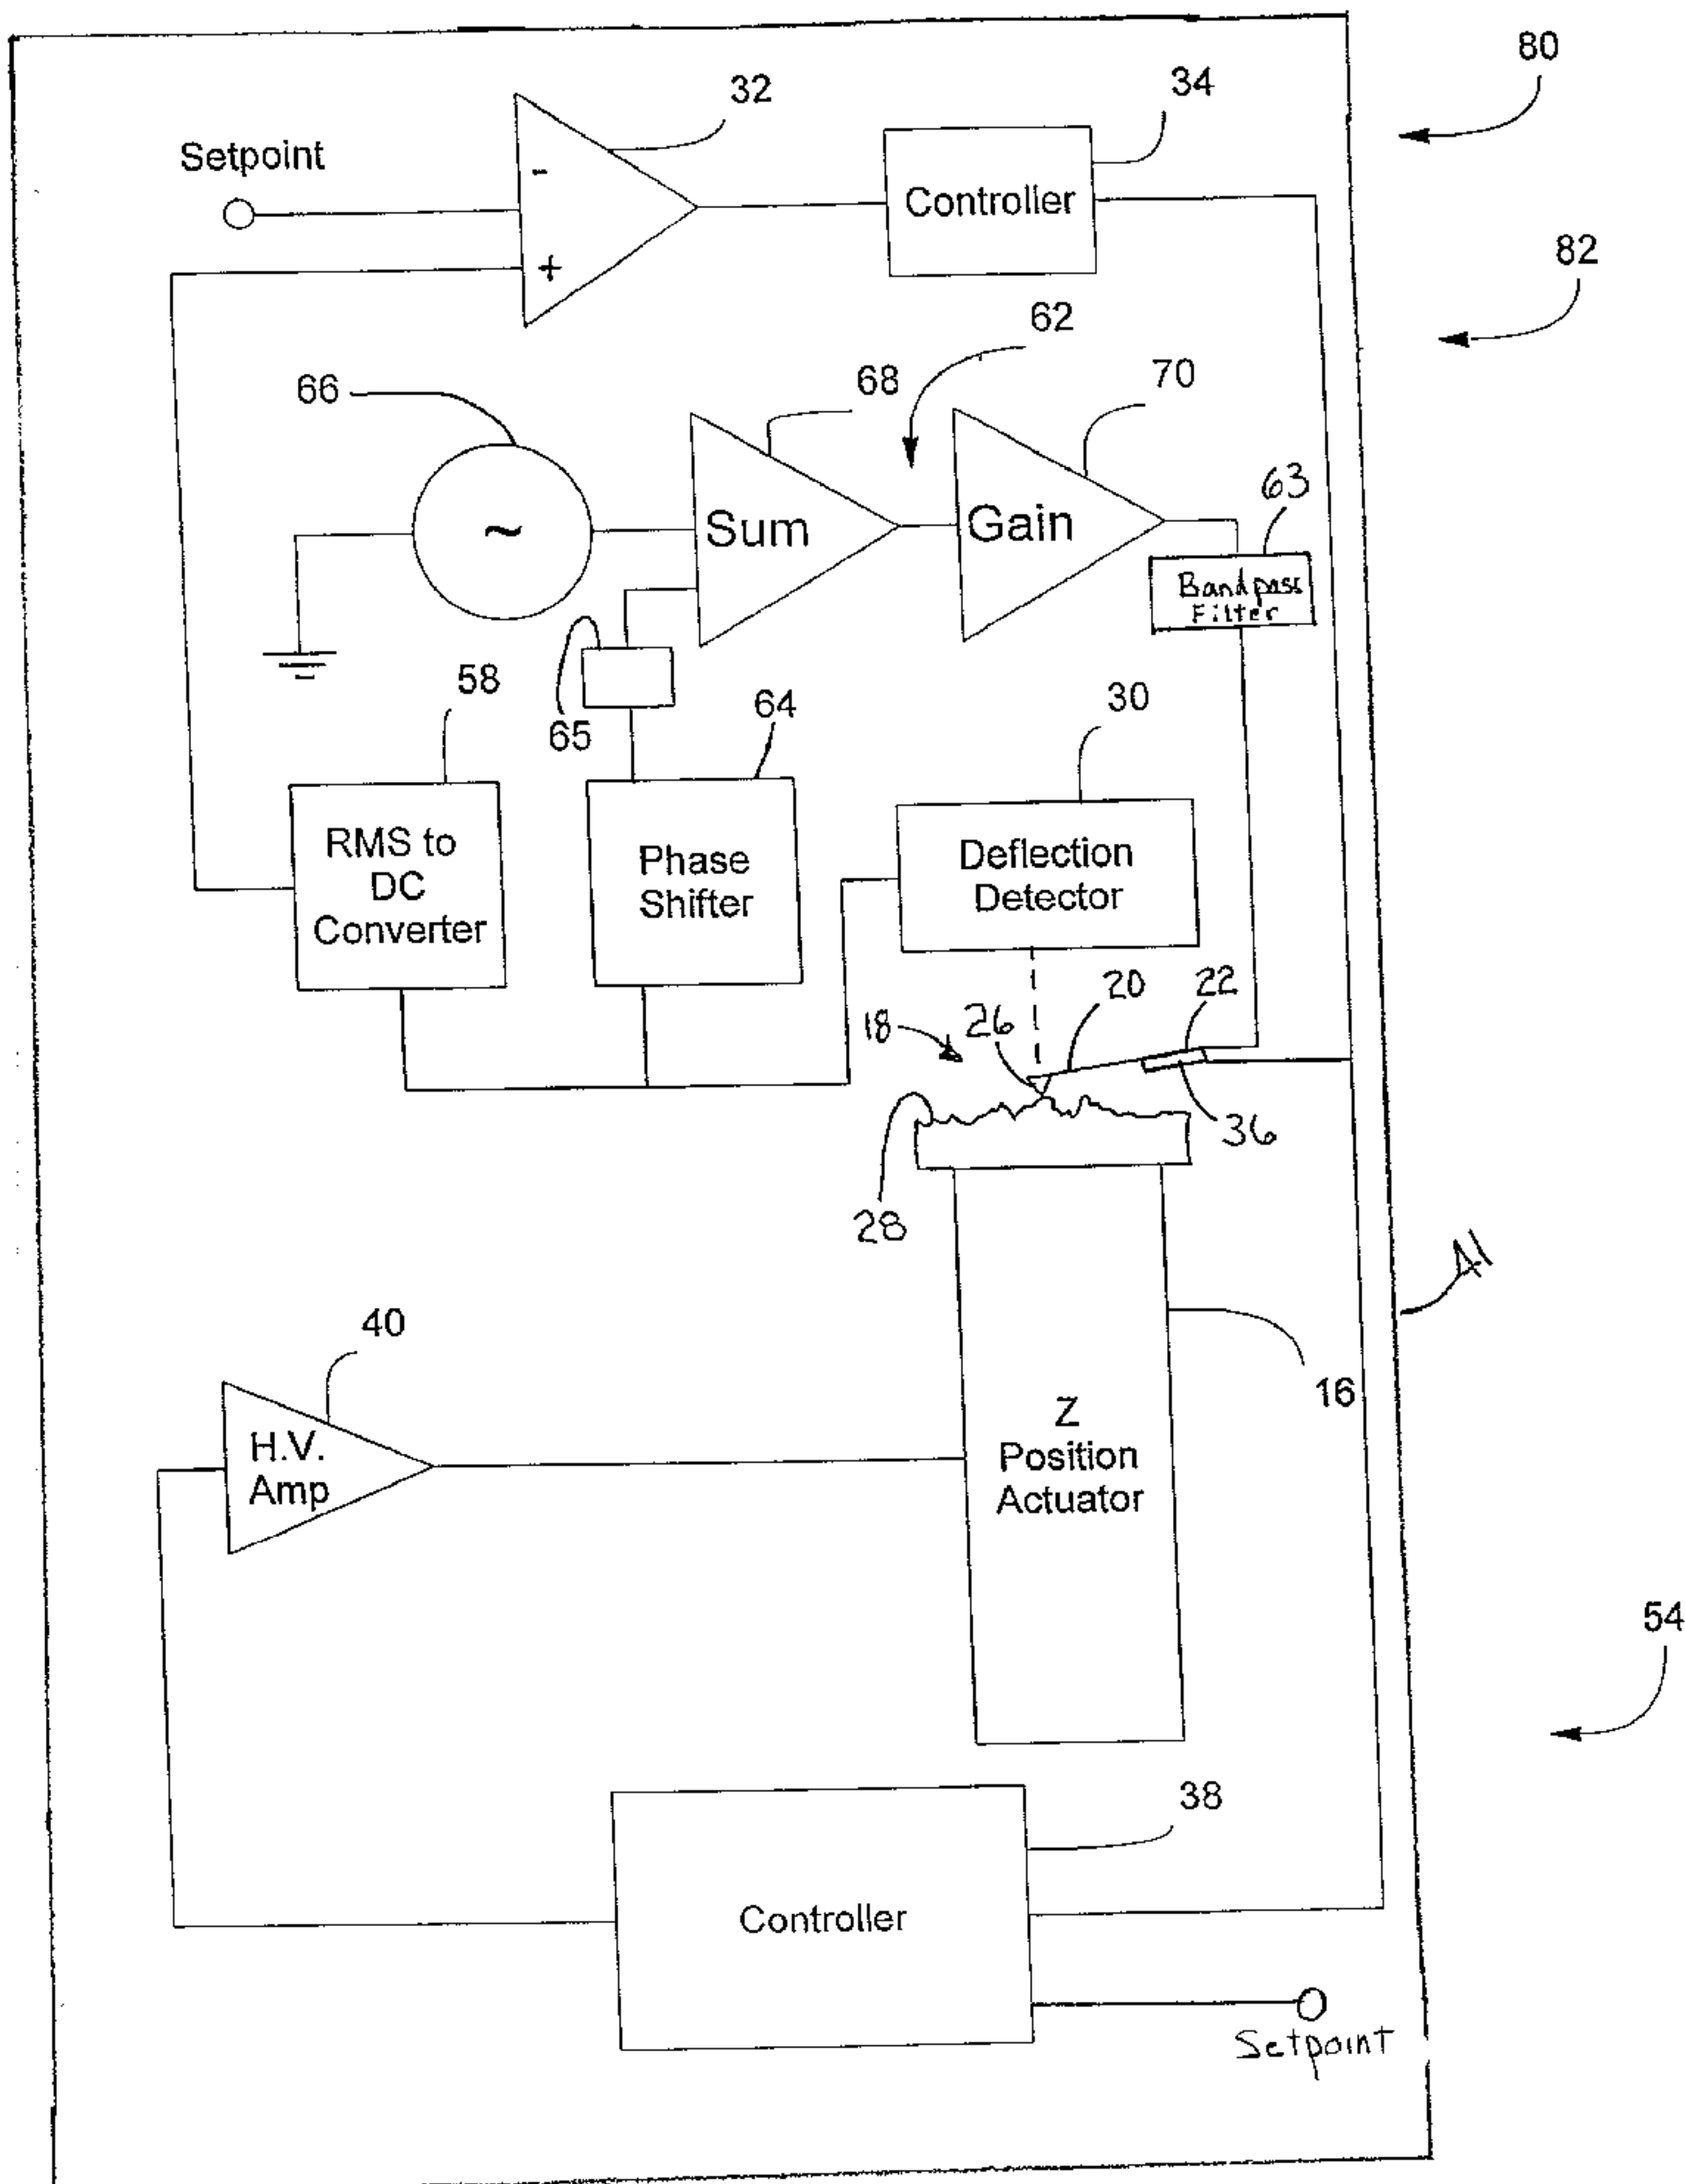 80
32
34
Setpoint
-
Controller
+
82
62
66
68
70
63
~
Sum
Gain
Bandpass
Filter
65
58
64
30
RMS to
DC
Converter
Phase
Shifter
Deflection
Detector
18
26
20
22
36
28
41
40
16
H.V.
Amp
Z
Position
Actuator
54
38
Controller
Setpoint